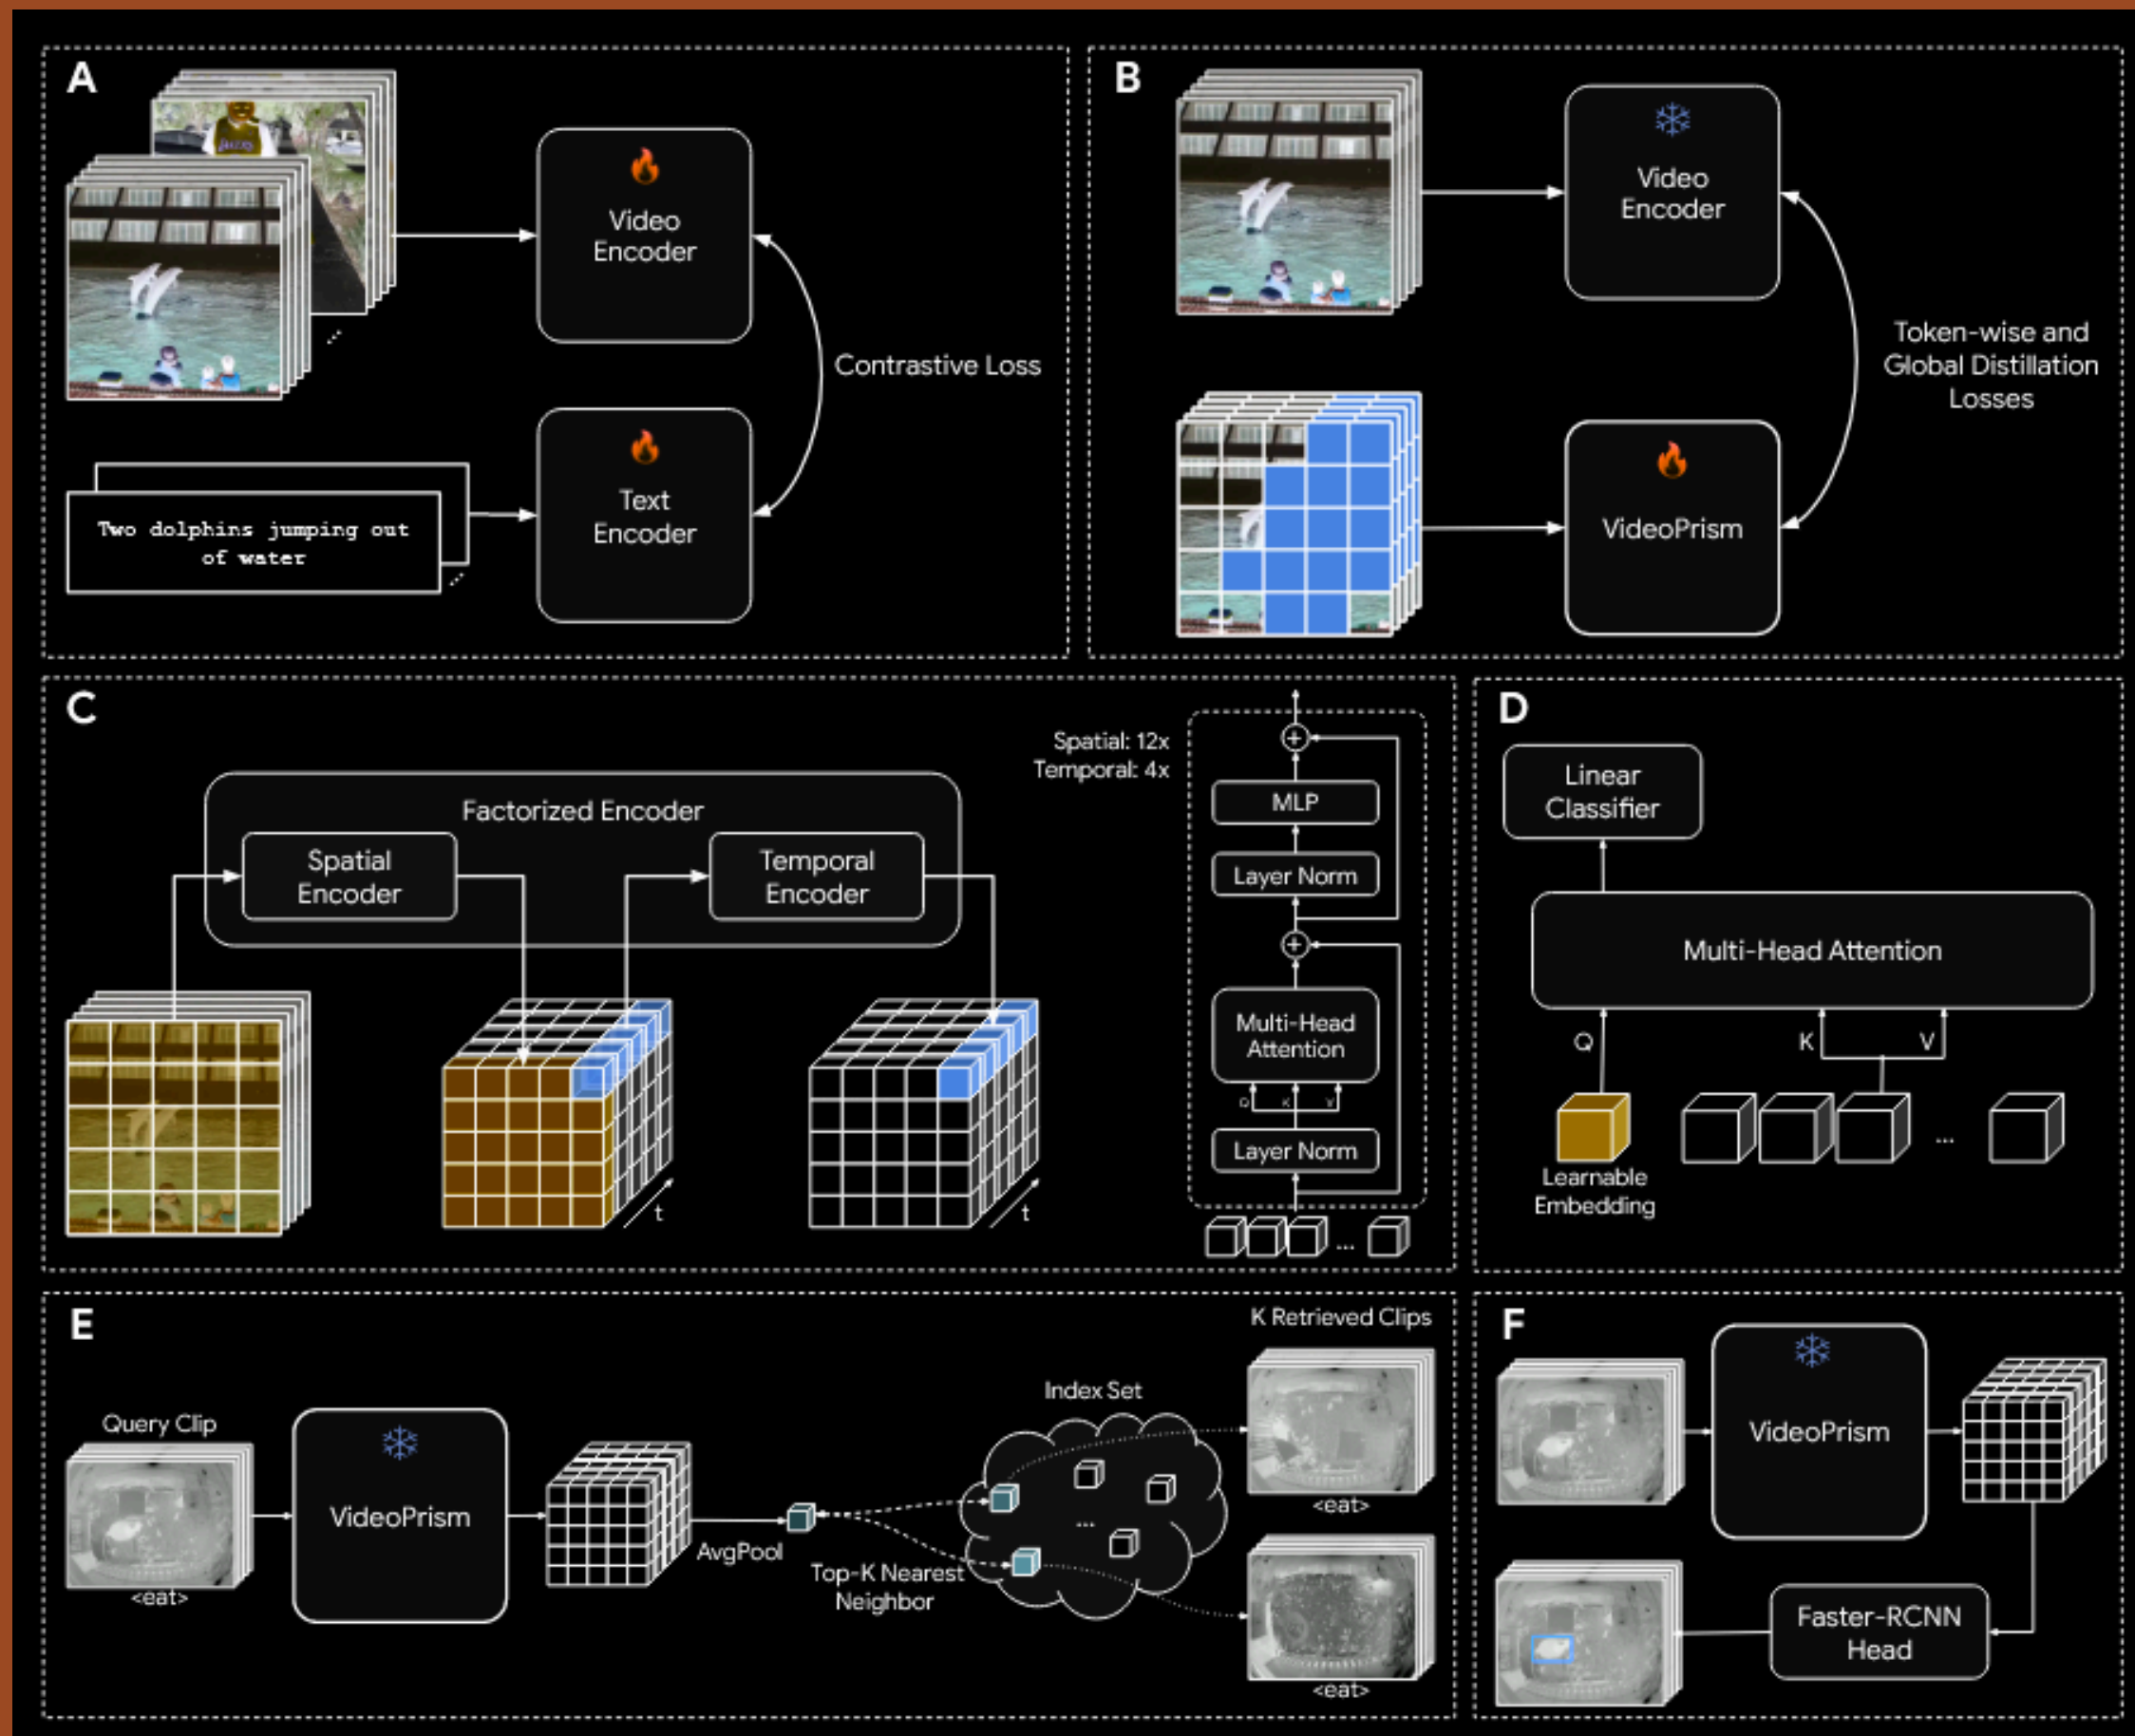 A
Video
Encoder
Contrastive Loss
Text
Encoder
Two dolphins jumping out
of water
B
Video
Encoder
Token-wise and
Global Distillation
Losses
VideoPrism
C
Factorized Encoder
Spatial
Encoder
Temporal
Encoder
t
t
Spatial: 12x
Temporal: 4x
MLP
Layer Norm
Multi-Head
Attention
Q K V
Layer Norm
...
D
Linear
Classifier
Multi-Head Attention
Q K V
Learnable
Embedding
...
E
Query Clip
<eat>
VideoPrism
AvgPool
Top-K Nearest
Neighbor
Index Set
...
K Retrieved Clips
<eat>
<eat>
F
VideoPrism
Faster-RCNN
Head